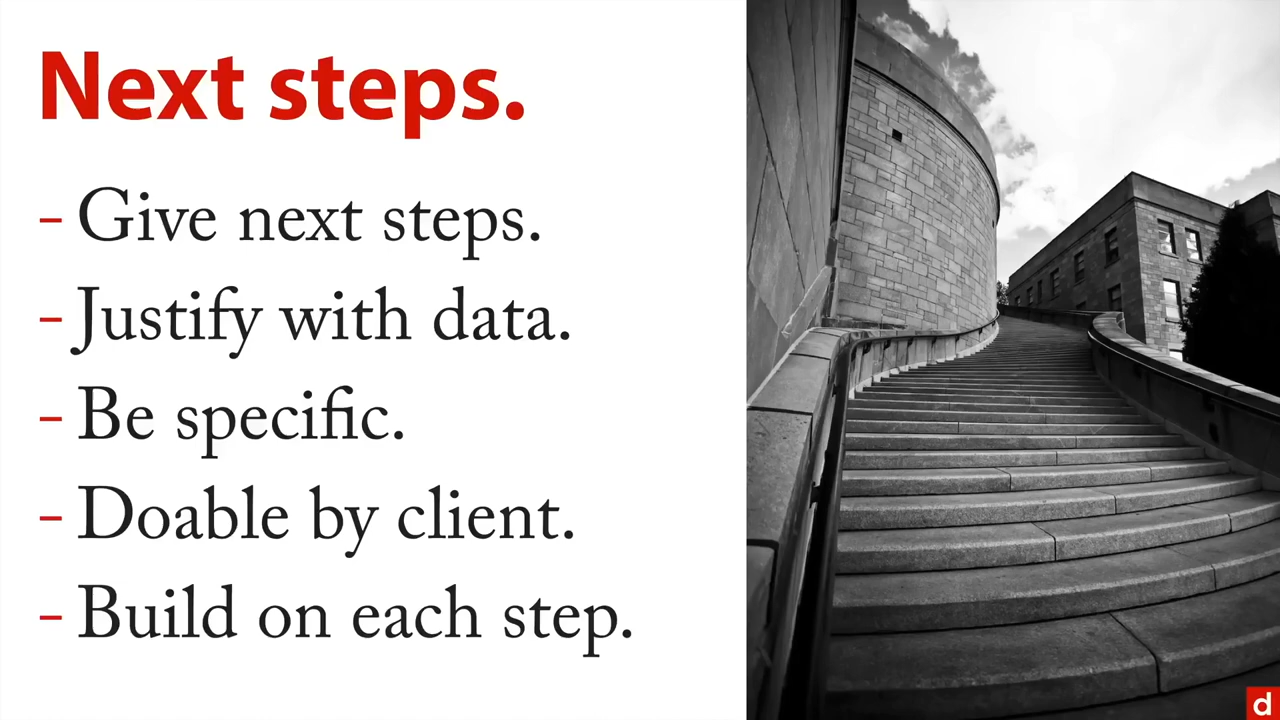 Next steps.
- Give next steps.
- Justify with data.
- Be specific.
- Doable by client.
- Build on each step.
d